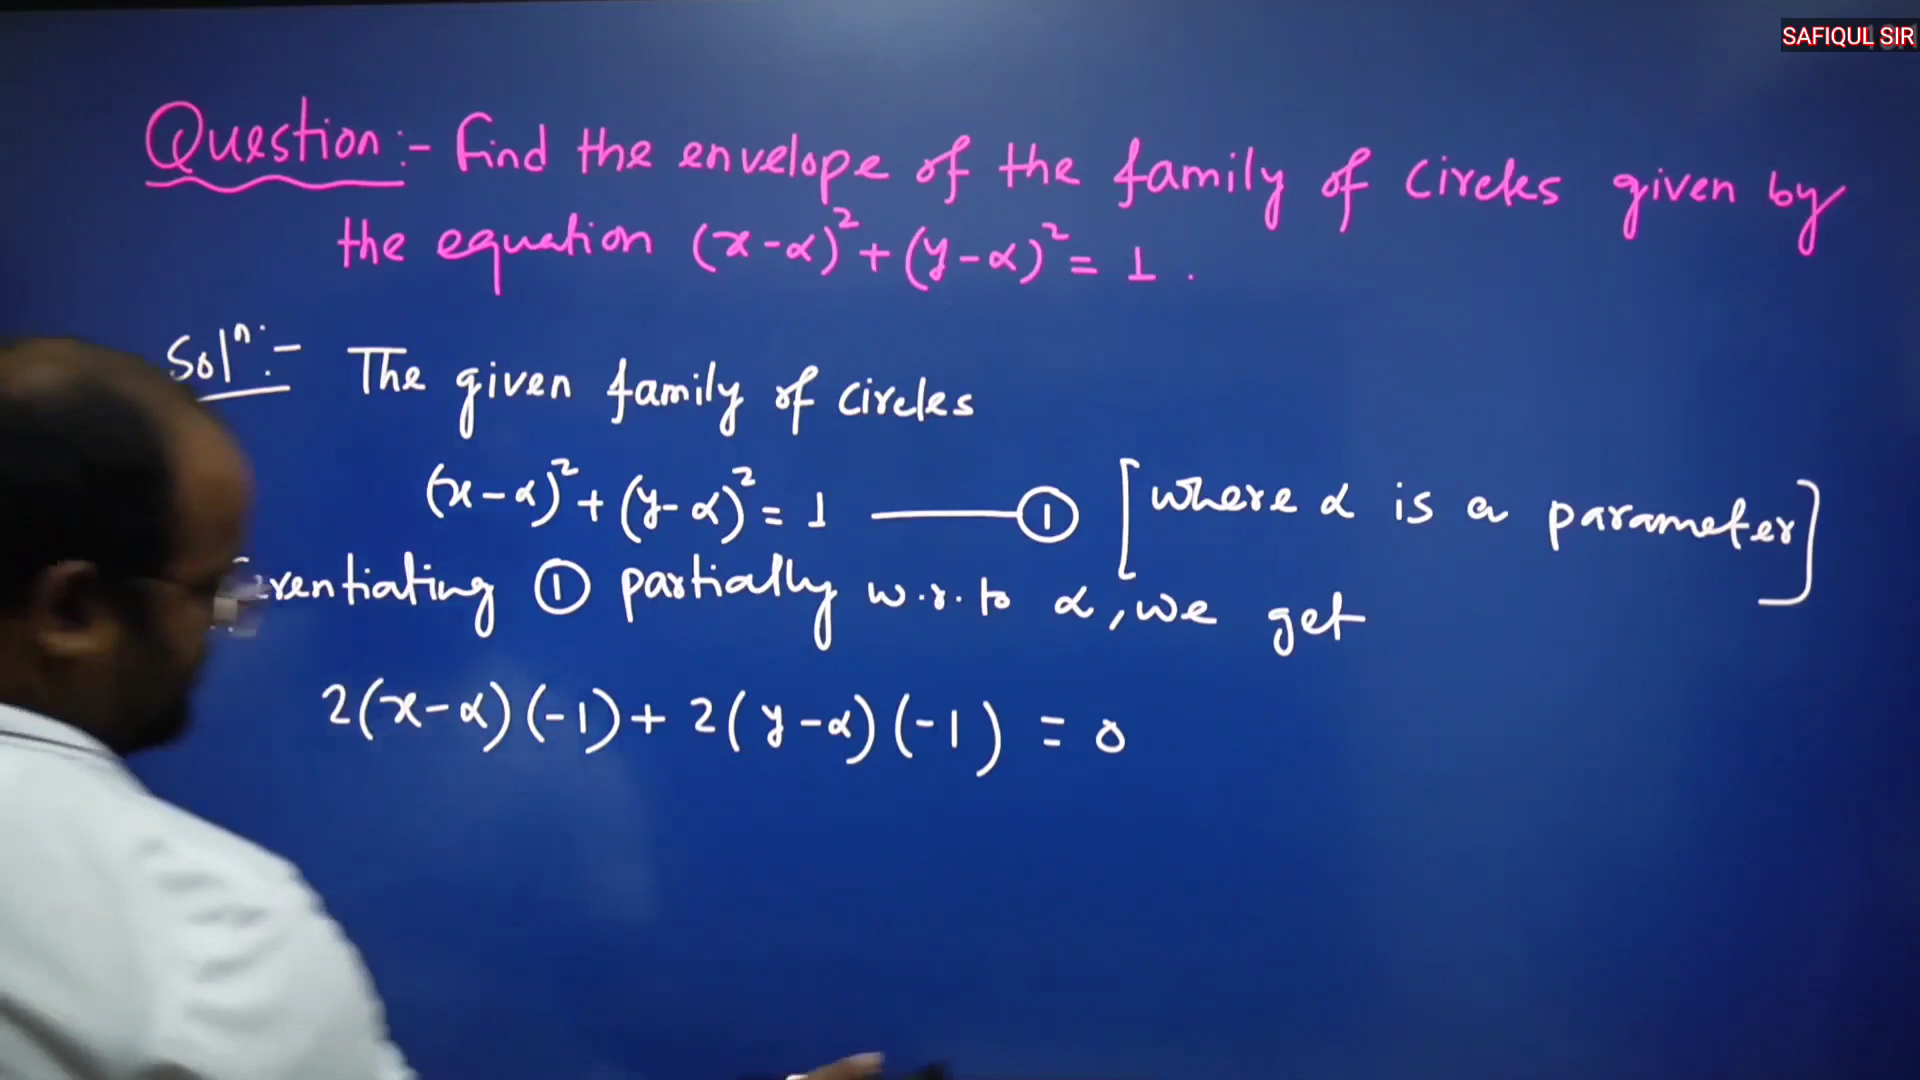 SAFIQUL SIR
Question:- Find the envelope of the family of circles given by
the equation (x-α)²+(y-α)²= 1 .
Solⁿ:- The given family of circles
(x-α)²+(y-α)²= 1 —— ① [where α is a parameter]
① partially w.r.to α, we get
2(x-α)(-1)+2(y-α)(-1) = 0